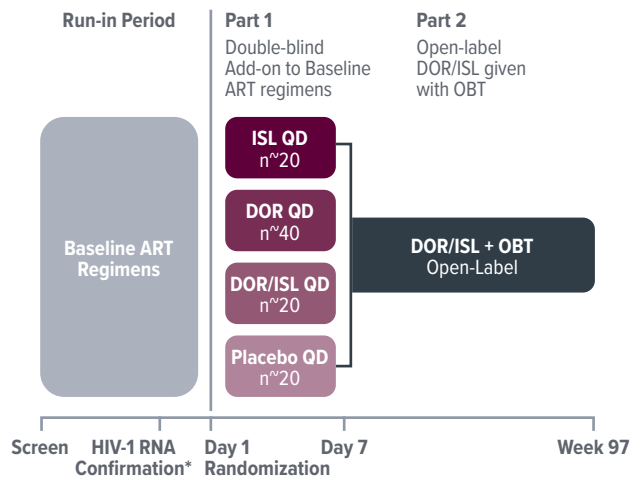 Run-in Period
Part 1
Double-blind
Add-on to Baseline
ART regimens
Part 2
Open-label
DOR/ISL given
with OBT
Baseline ART
Regimens
ISL QD
n~20
DOR QD
n~40
DOR/ISL QD
n~20
Placebo QD
n~20
DOR/ISL + OBT
Open-Label
Screen
HIV-1 RNA
Confirmation*
Day 1
Randomization
Day 7
Week 97